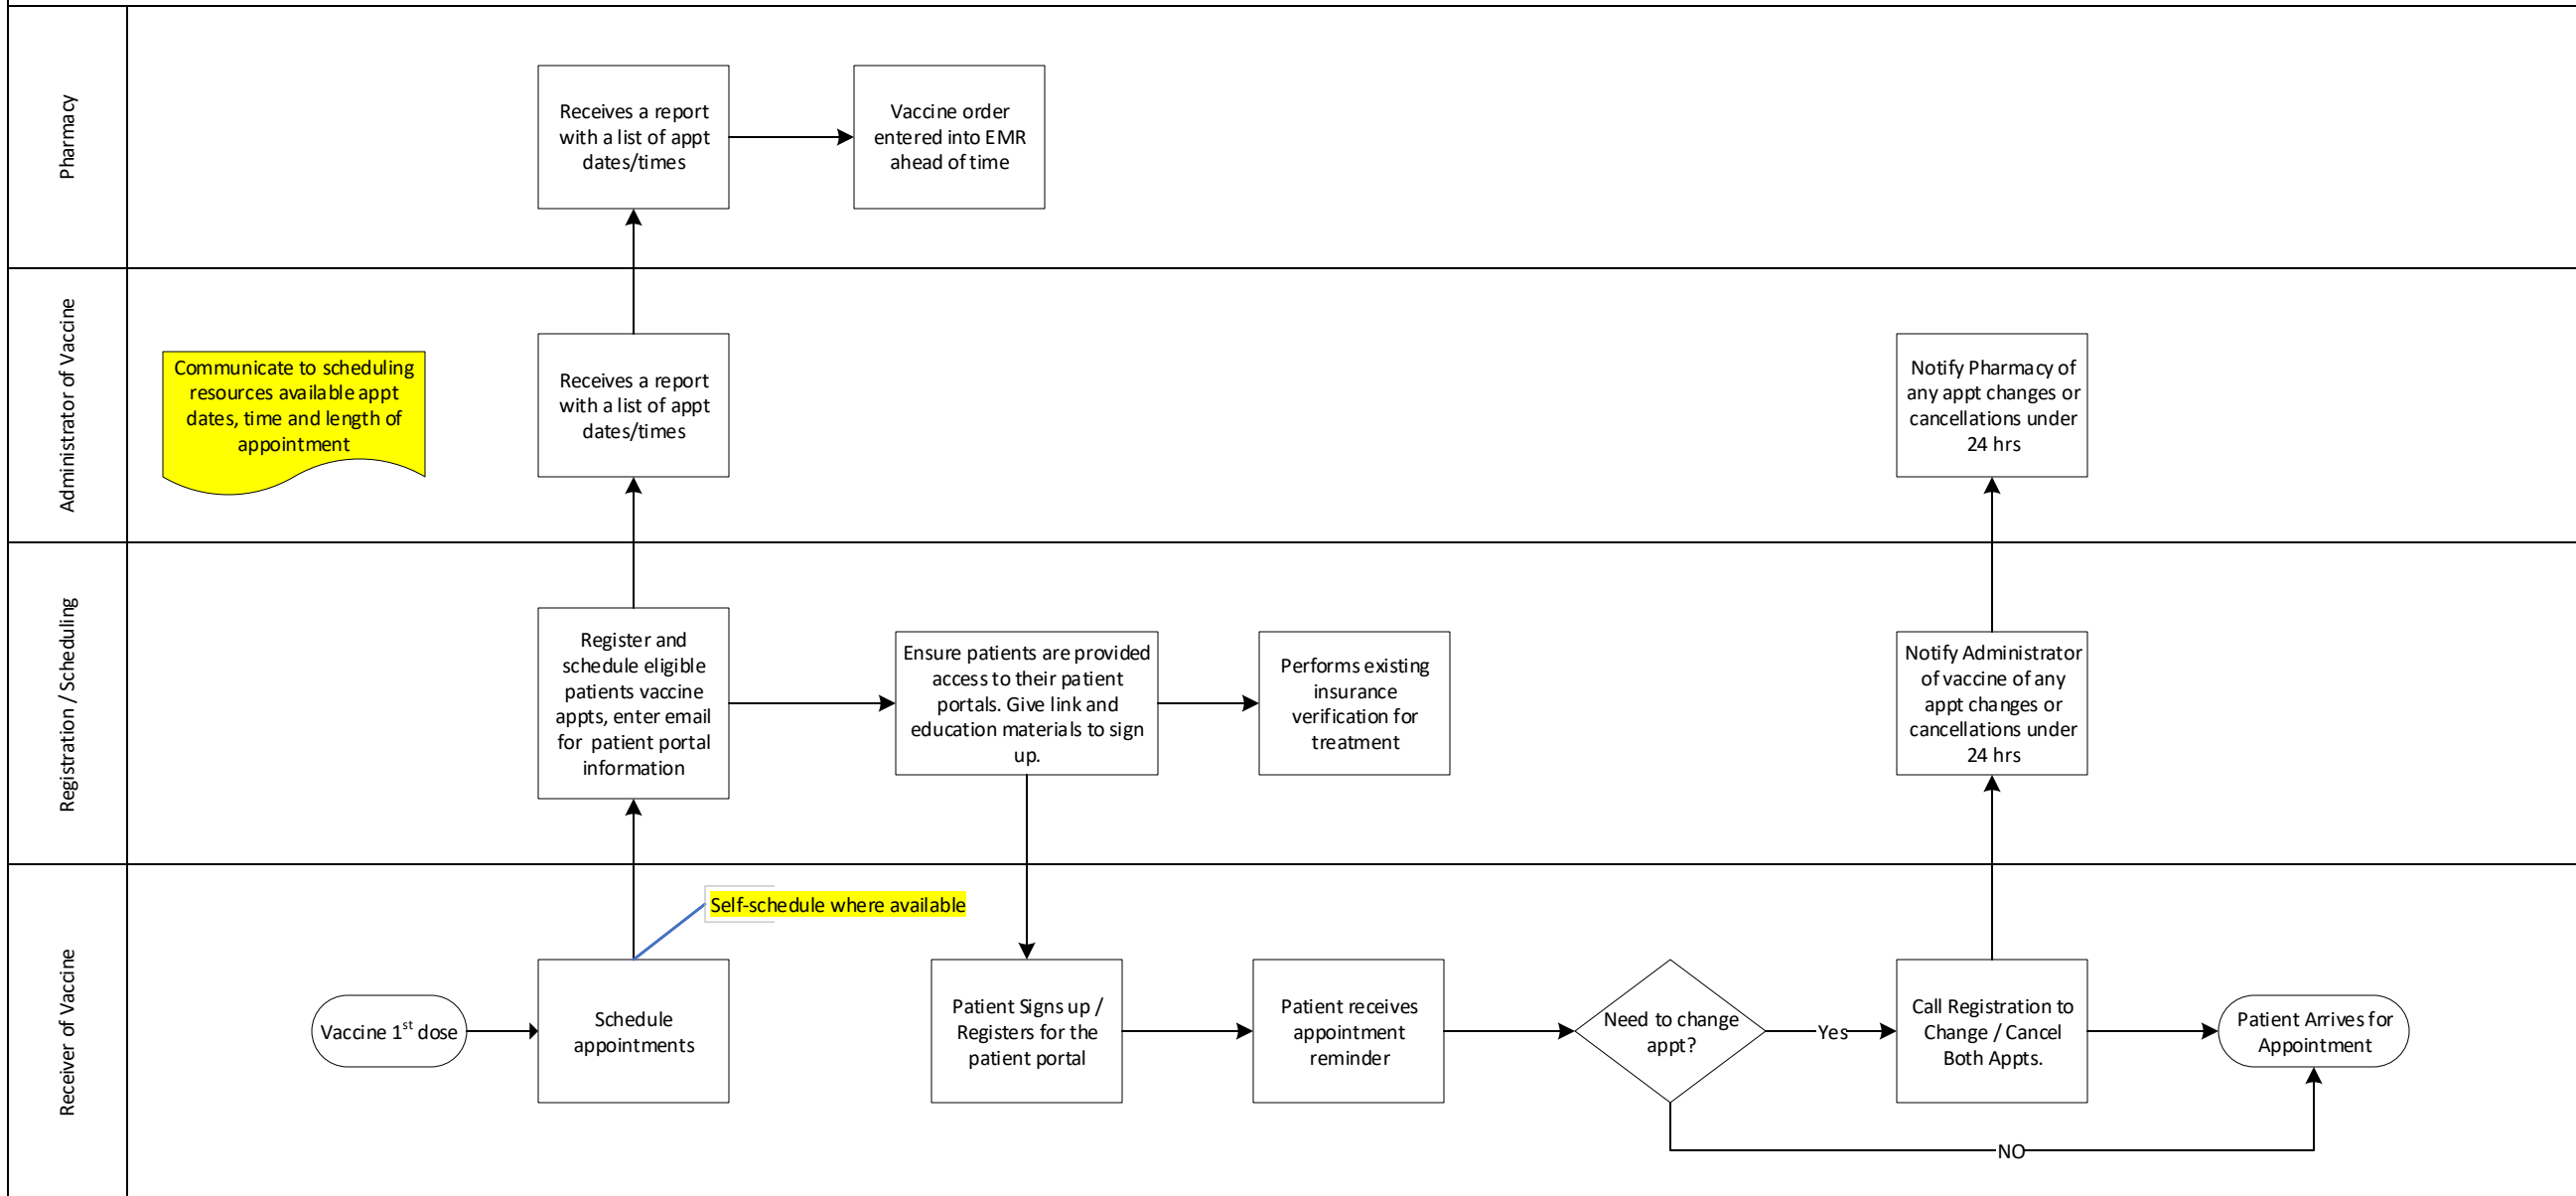 Pharmacy
Receives a report
with a list of appt
dates/times
Vaccine order
entered into EMR
ahead of time
Administrator of Vaccine
Communicate to scheduling
resources available appt
dates, time and length of
appointment
Receives a report
with a list of appt
dates/times
Notify Pharmacy of
any appt changes or
cancellations under
24 hrs
Registration / Scheduling
Register and
schedule eligible
patients vaccine
appts, enter email
for patient portal
information
Ensure patients are provided
access to their patient
portals. Give link and
education materials to sign
up.
Performs existing
insurance
verification for
treatment
Notify Administrator
of vaccine of any
appt changes or
cancellations under
24 hrs
Receiver of Vaccine
Self-schedule where available
Vaccine 1st dose
Schedule
appointments
Patient Signs up /
Registers for the
patient portal
Patient receives
appointment
reminder
Need to change
appt?
Yes
Call Registration to
Change / Cancel
Both Appts.
Patient Arrives for
Appointment
NO